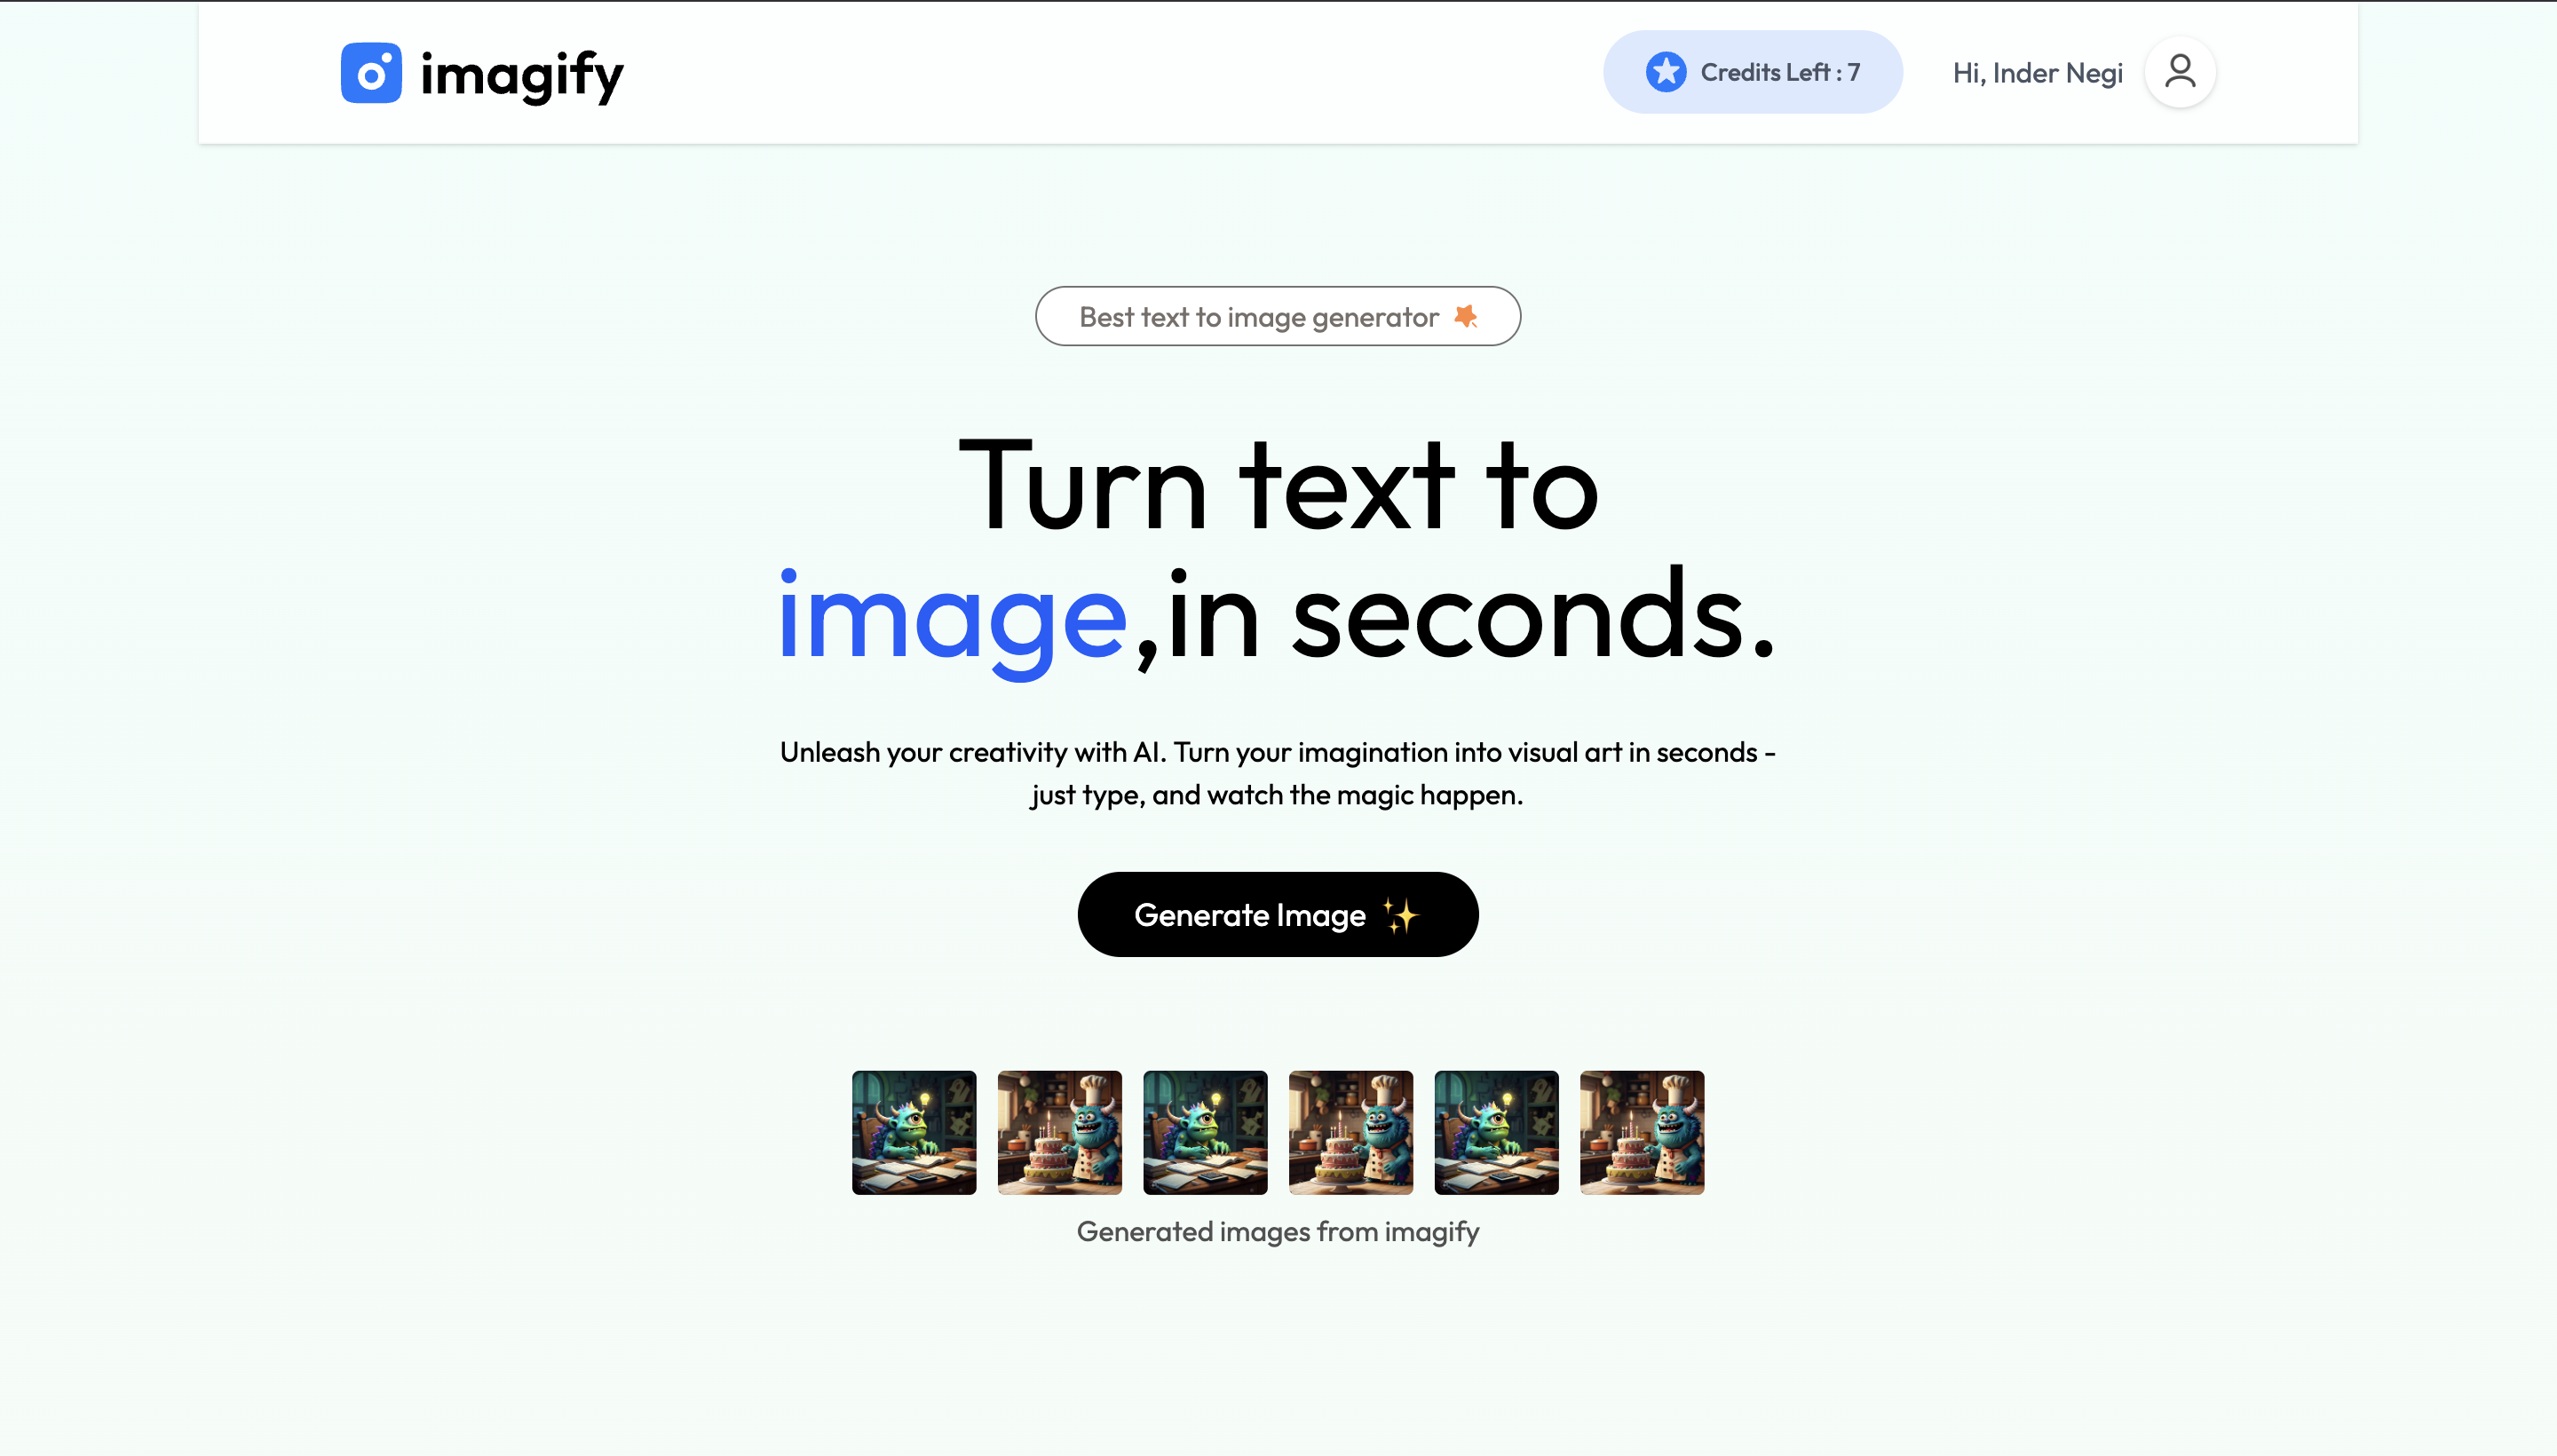 imagify
Credits Left : 7
Hi, Inder Negi
Best text to image generator
Turn text to
image,in seconds.
Unleash your creativity with AI. Turn your imagination into visual art in seconds -
just type, and watch the magic happen.
Generate Image ✨
Generated images from imagify